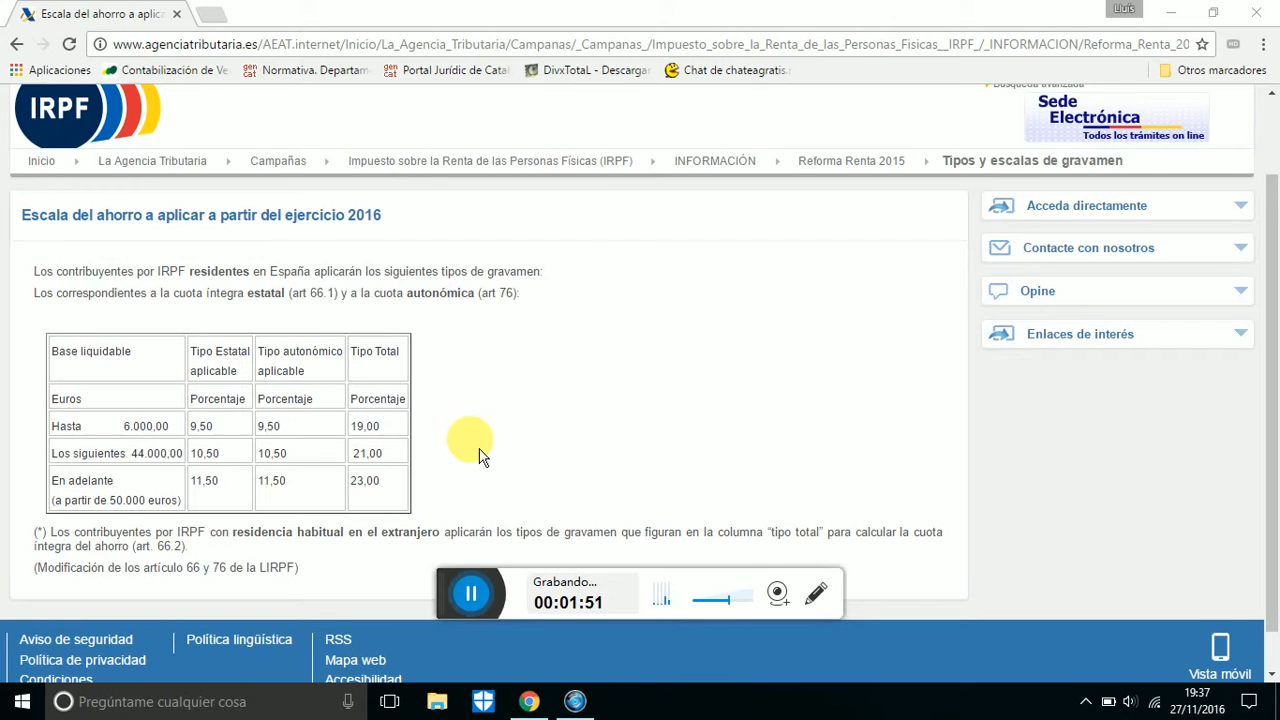 Escala del ahorro a aplica
Lluís
www.agenciatributaria.es/AEAT.internet/Inicio/La_Agencia_Tributaria/Campanas/_Campanas_/Impuesto_sobre_la_Renta_de_las_Personas_Fisicas__IRPF_/_INFORMACION/Reforma_Renta_20
Aplicaciones
Contabilización de Ve
gen cat Normativa. Departam
gen cat Portal Jurídic de Catal
DivxTotaL - Descargar
Chat de chateagratis.
Otros marcadores
IRPF
Búsqueda avanzada
Sede
Electrónica
Todos los trámites on line
Inicio
La Agencia Tributaria
Campañas
Impuesto sobre la Renta de las Personas Físicas (IRPF)
INFORMACIÓN
Reforma Renta 2015
Tipos y escalas de gravamen
Escala del ahorro a aplicar a partir del ejercicio 2016
Los contribuyentes por IRPF residentes en España aplicarán los siguientes tipos de gravamen:
Los correspondientes a la cuota íntegra estatal (art 66.1) y a la cuota autonómica (art 76):
Base liquidable
Tipo Estatal
aplicable
Tipo autonómico
aplicable
Tipo Total
Euros Porcentaje Porcentaje Porcentaje
Hasta 6.000,00 9,50 9,50 19,00
Los siguientes 44.000,00 10,50 10,50 21,00
En adelante 11,50 11,50 23,00
(a partir de 50.000 euros)
(*) Los contribuyentes por IRPF con residencia habitual en el extranjero aplicarán los tipos de gravamen que figuran en la columna “tipo total” para calcular la cuota
íntegra del ahorro (art. 66.2).
(Modificación de los artículo 66 y 76 de la LIRPF)
Acceda directamente
Contacte con nosotros
Opine
Enlaces de interés
Grabando...
00:01:51
Aviso de seguridad
Política de privacidad
Condiciones
Política lingüística
RSS
Mapa web
Accesibilidad
Vista móvil
Pregúntame cualquier cosa
19:37
27/11/2016